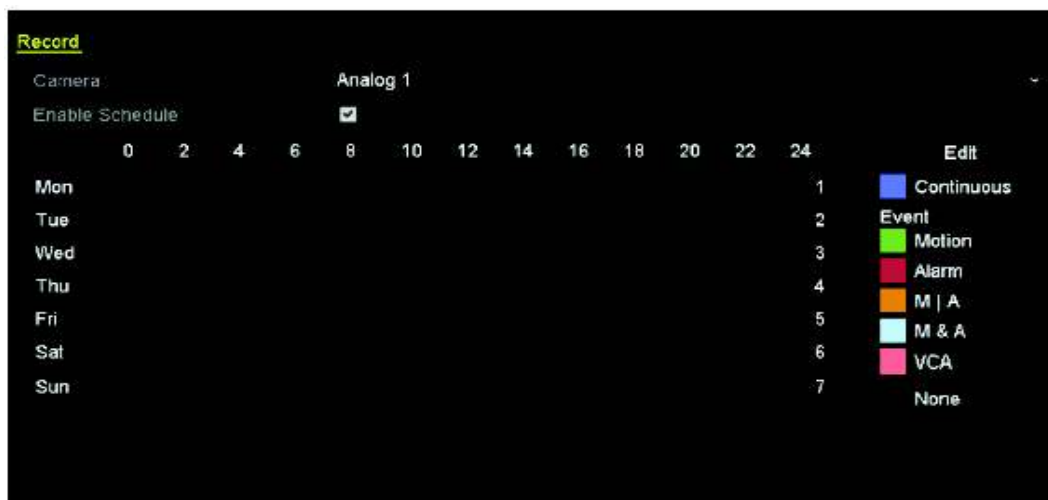 Record
Camera Analog 1
Enable Schedule
0 2 4 6 8 10 12 14 16 18 20 22 24 Edit
Mon 1 Continuous
Event
Tue 2
Motion
Wed 3
Alarm
Thu 4
M | A
Fri 5
M & A
Sat 6
VCA
Sun 7
None